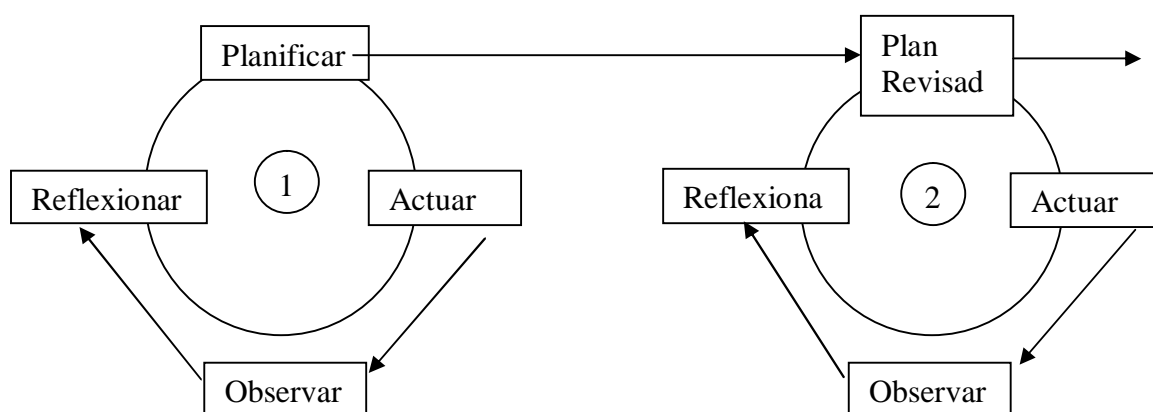 Planificar
Plan
Revisad
1
2
Reflexionar
Actuar
Reflexiona
Actuar
Observar
Observar